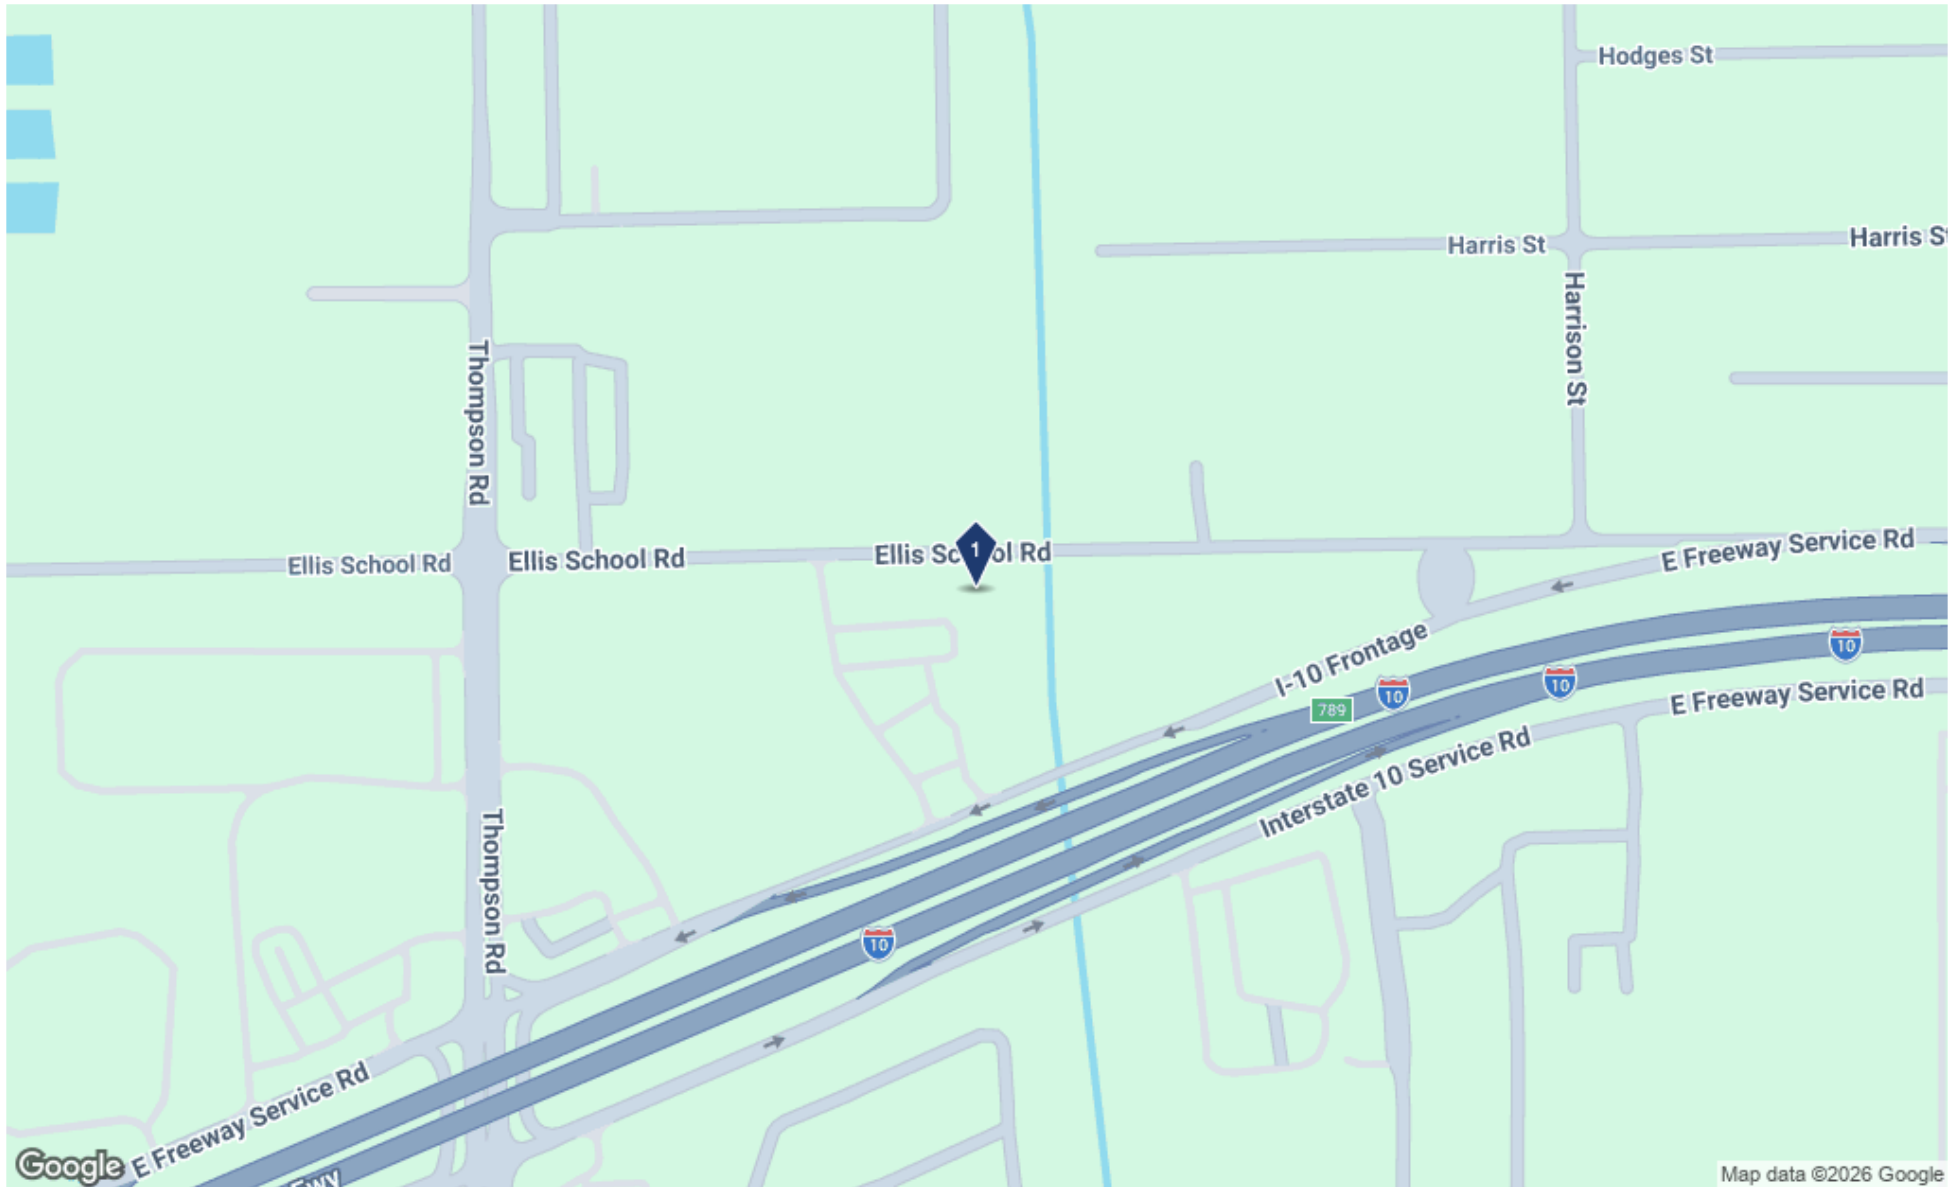 Hodges St
Harris St
Harris St
Harrison St
Thompson Rd
Ellis School Rd
Ellis School Rd
Ellis School Rd
1
E Freeway Service Rd
I-10 Frontage
10
10
10
789
E Freeway Service Rd
Interstate 10 Service Rd
Thompson Rd
10
E Freeway Service Rd
Fwy
Google
Map data ©2026 Google